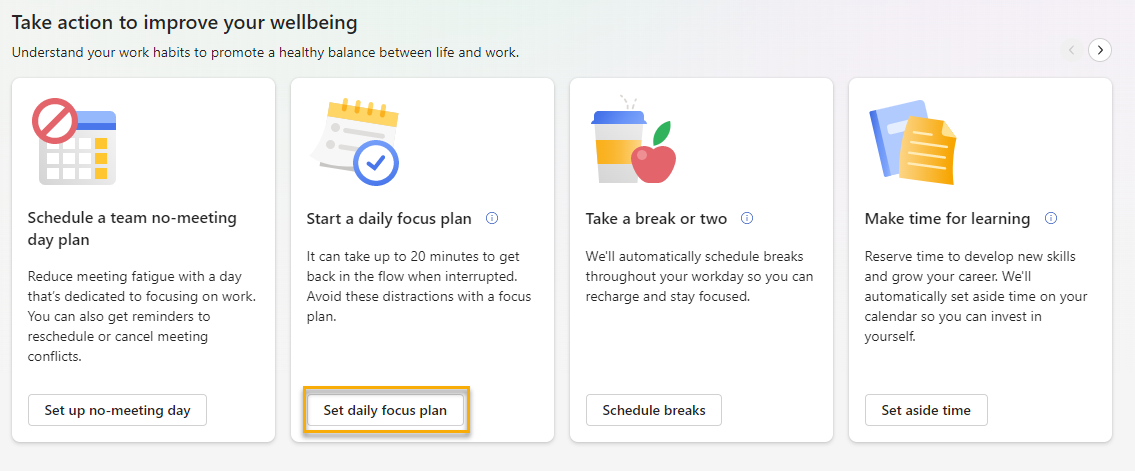 Take action to improve your wellbeing
Understand your work habits to promote a healthy balance between life and work.
Schedule a team no-meeting
day plan
Reduce meeting fatigue with a day
that's dedicated to focusing on work.
You can also get reminders to
reschedule or cancel meeting
conflicts.
Set up no-meeting day
Start a daily focus plan
It can take up to 20 minutes to get
back in the flow when interrupted.
Avoid these distractions with a focus
plan.
Set daily focus plan
Take a break or two
We'll automatically schedule breaks
throughout your workday so you can
recharge and stay focused.
Schedule breaks
Make time for learning
Reserve time to develop new skills
and grow your career. We'll
automatically set aside time on your
calendar so you can invest in
yourself.
Set aside time